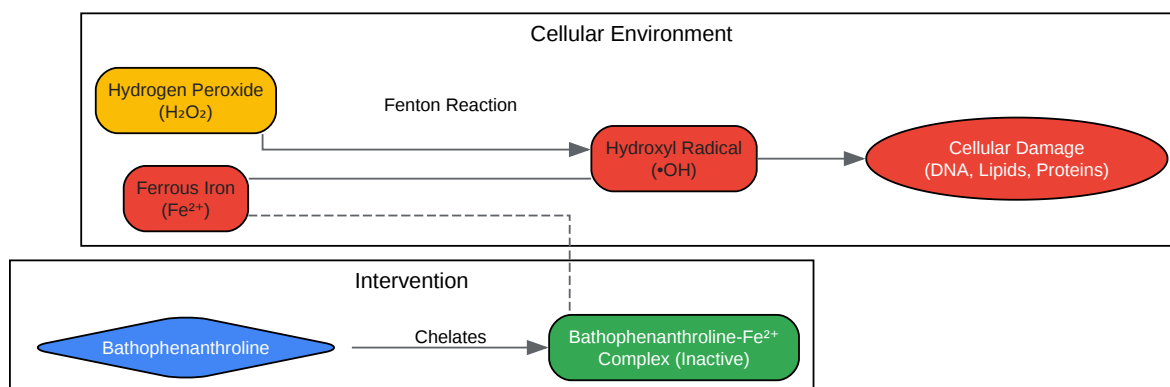 Cellular Environment
Hydrogen Peroxide
(H₂O₂)
Fenton Reaction
Hydroxyl Radical
(•OH)
Cellular Damage
(DNA, Lipids, Proteins)
Ferrous Iron
(Fe²⁺)
Intervention
Bathophenanthroline
Chelates
Bathophenanthroline-Fe²⁺
Complex (Inactive)